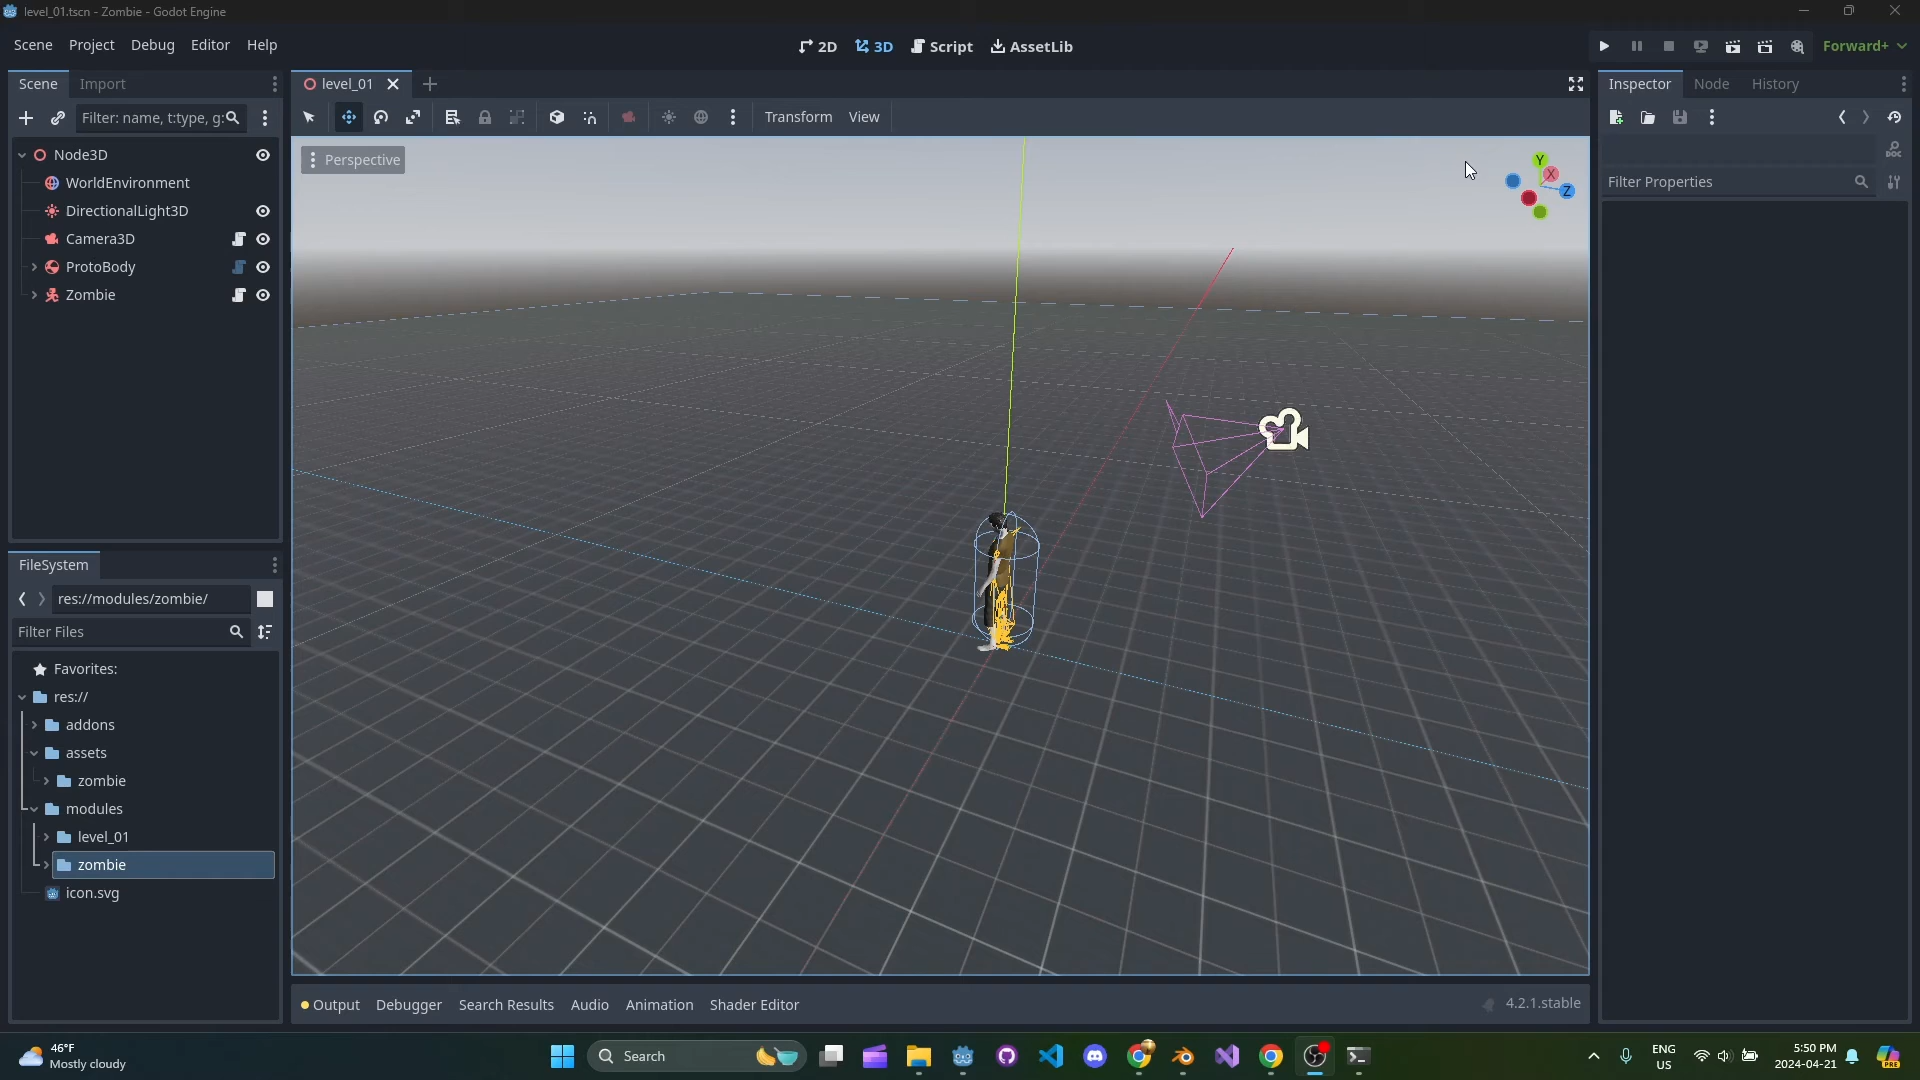 level_01.tscn - Zombie - Godot Engine
Scene Project Debug Editor Help
2D 3D Script AssetLib
Forward+
Scene Import
level_01
Inspector Node History
Filter: name, t:type, g:
Transform View
Node3D
WorldEnvironment
DirectionalLight3D
Camera3D
ProtoBody
Zombie
Perspective
Y
X
Z
DOC
Filter Properties
FileSystem
res://modules/zombie/
Filter Files
Favorites:
res://
addons
assets
zombie
modules
level_01
zombie
icon.svg
Output Debugger Search Results Audio Animation Shader Editor
4.2.1.stable
46°F
Mostly cloudy
Search
ENG
US
5:50 PM
2024-04-21
PRE